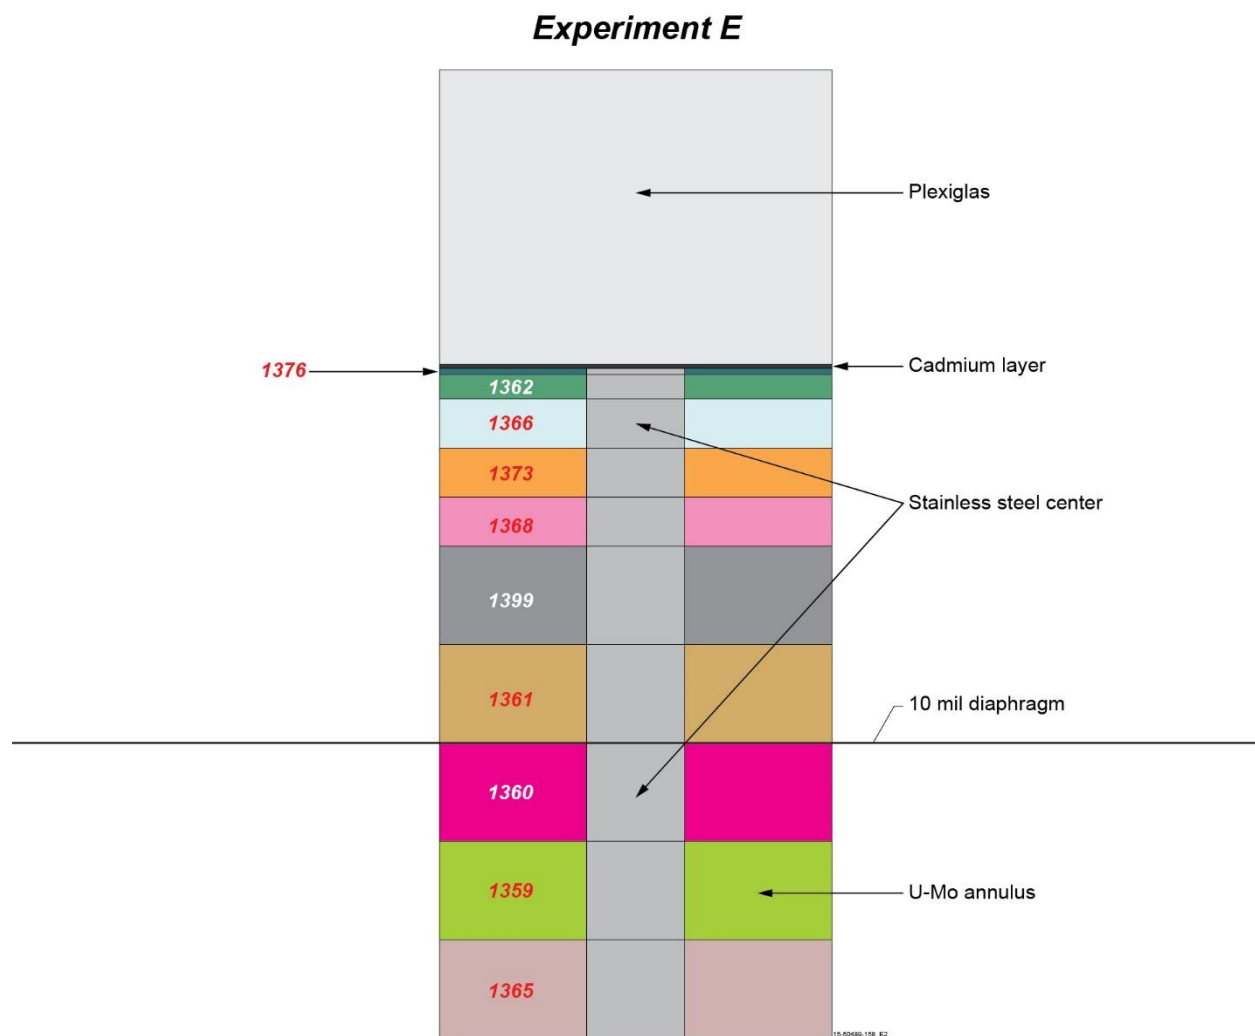 Experiment E
Plexiglas
1376
Cadmium layer
1362
1366
1373
Stainless steel center
1368
1399
1361
10 mil diaphragm
1360
1359
U-Mo annulus
1365